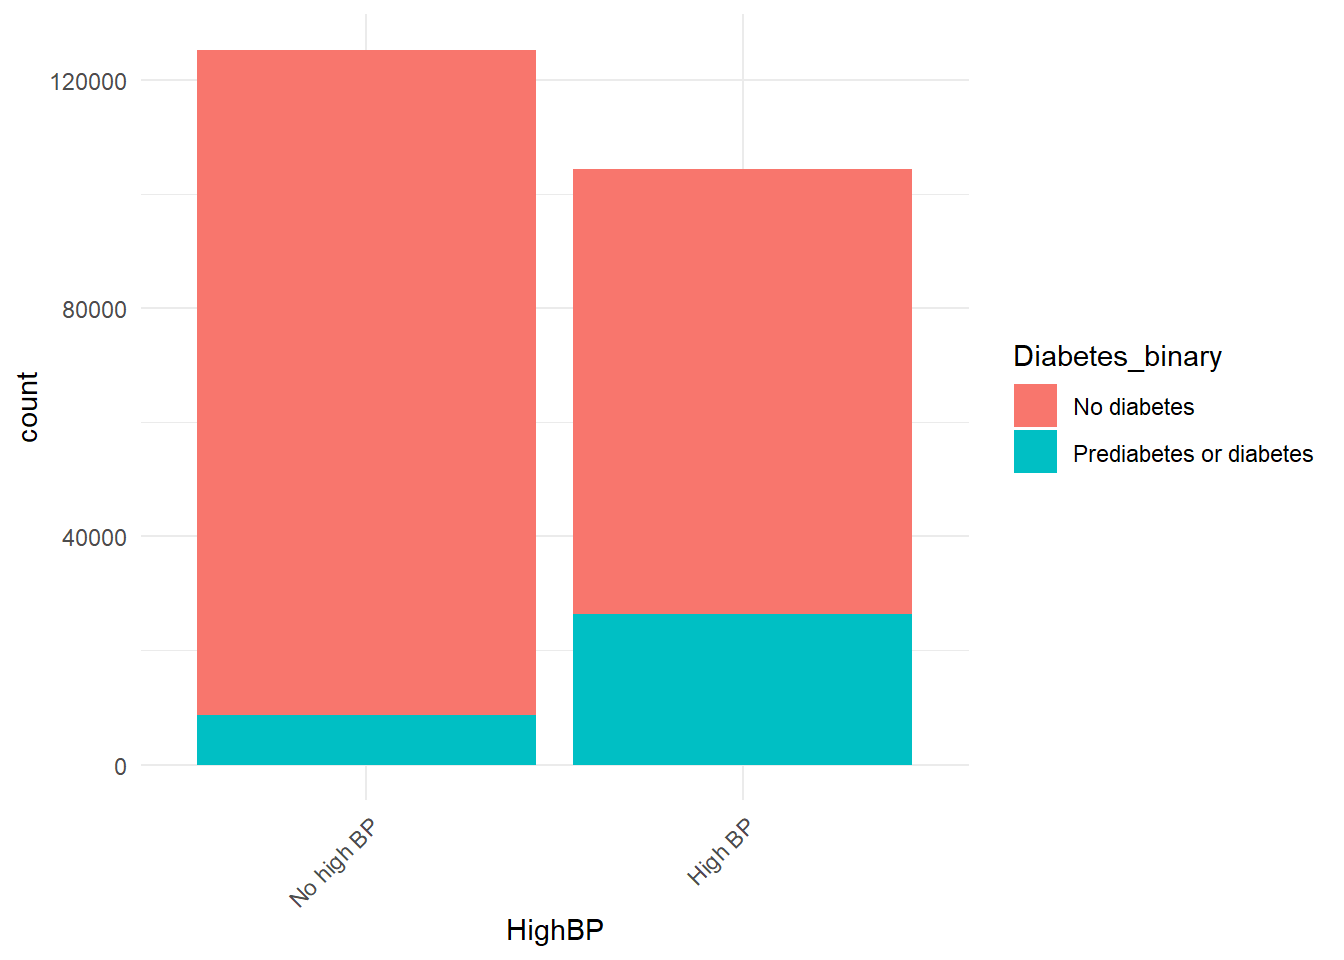 120000
80000
40000
0
count
No high BP
High BP
HighBP
Diabetes_binary
No diabetes
Prediabetes or diabetes